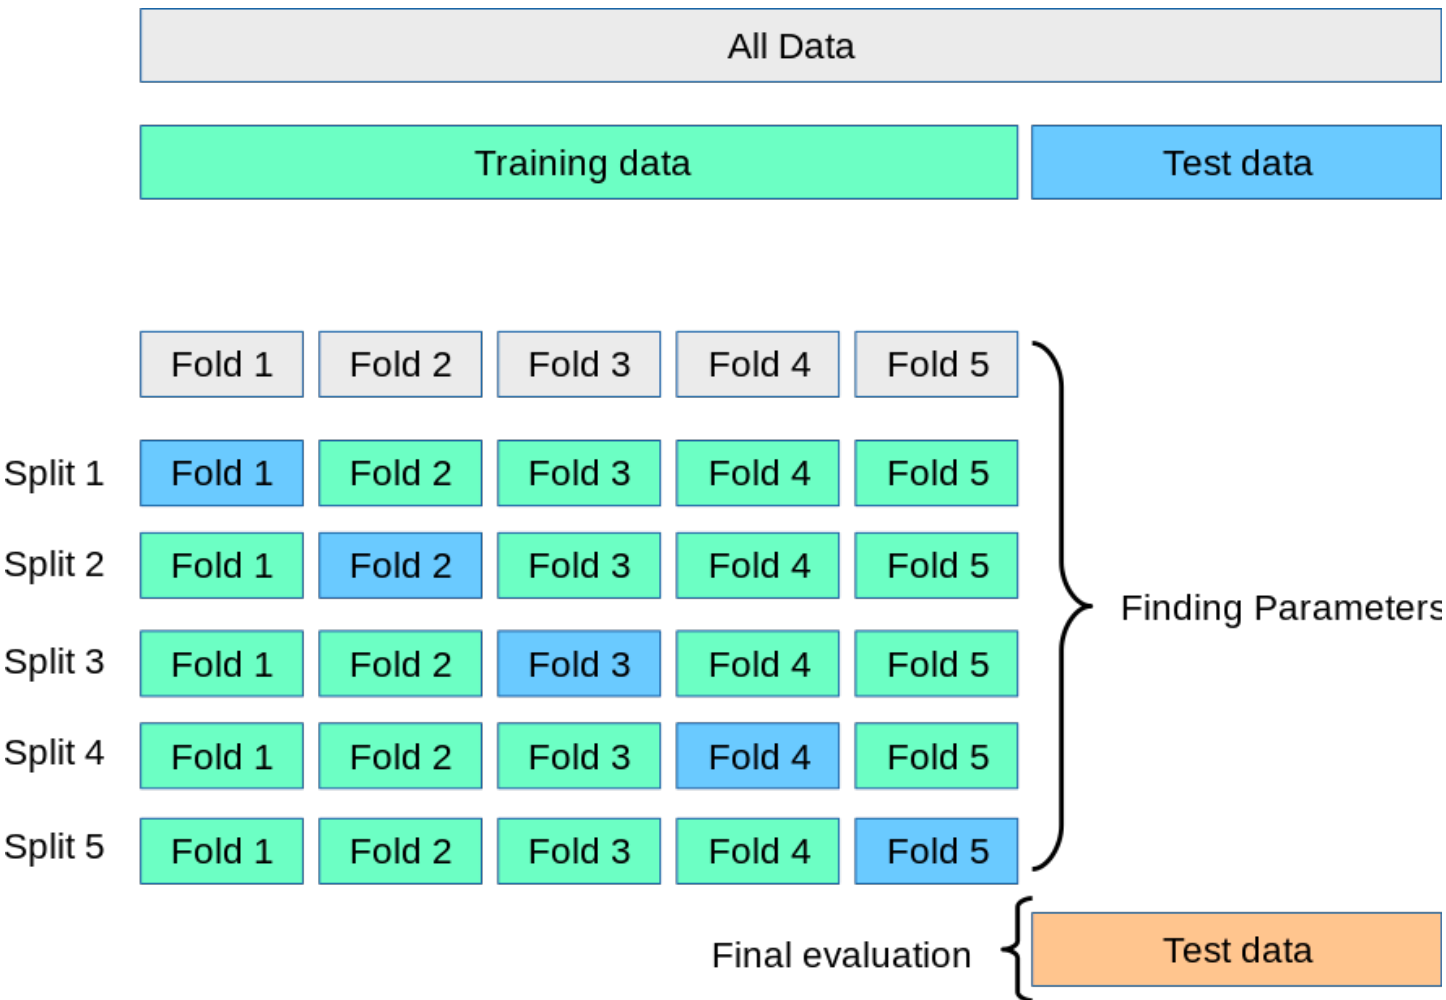 All Data
Training data Test data
Fold 1 Fold 2 Fold 3 Fold 4 Fold 5
Split 1 Fold 1 Fold 2 Fold 3 Fold 4 Fold 5
Split 2 Fold 1 Fold 2 Fold 3 Fold 4 Fold 5
Finding Parameters
Split 3 Fold 1 Fold 2 Fold 3 Fold 4 Fold 5
Split 4 Fold 1 Fold 2 Fold 3 Fold 4 Fold 5
Split 5 Fold 1 Fold 2 Fold 3 Fold 4 Fold 5
Final evaluation Test data